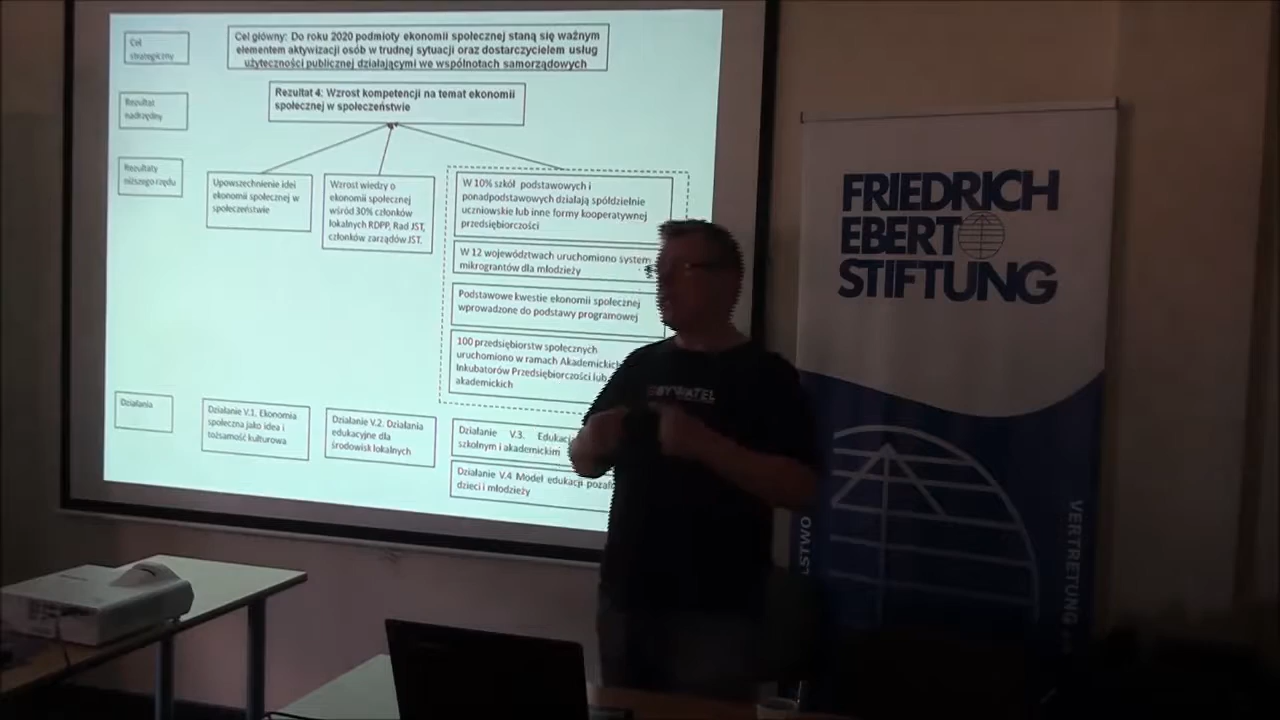 Cel
strategiczny
Cel główny: Do roku 2020 podmioty ekonomii społecznej staną się ważnym
elementem aktywizacji osób w trudnej sytuacji oraz dostarczycielem usług
użyteczności publicznej działającymi we wspólnotach samorządowych
Rezultat
nadrzędny
Rezultat 4: Wzrost kompetencji na temat ekonomii
społecznej w społeczeństwie
Rezultaty
niższego rzędu
Upowszechnienie idei
ekonomii społecznej w
społeczeństwie
Wzrost wiedzy o
ekonomii społecznej
wśród 30% członków
lokalnych RDPP, Rad JST,
członków zarządów JST,
W 10% szkół podstawowych i
ponadpodstawowych działają spółdzielnie
uczniowskie lub inne formy kooperatywnej
przedsiębiorczości
W 12 województwach uruchomiono system
mikrograntów dla młodzieży
Podstawowe kwestie ekonomii społecznej
wprowadzone do podstawy programowej
100 przedsiębiorstw społecznych
uruchomiono w ramach Akademickich
Inkubatorów Przedsiębiorczości lub
akademickich
Działania
Działanie V.1. Ekonomia
społeczna jako idea i
tożsamość kulturowa
Działanie V.2. Działania
edukacyjne dla
środowisk lokalnych
Działanie V.3. Edukacja
szkolnym i akademickim
Działanie V.4 Model edukacji pozafo
dzieci i młodzieży
OBYWATEL
FRIEDRICH
EBERT
STIFTUNG
LSTWO
VERTRETUNG